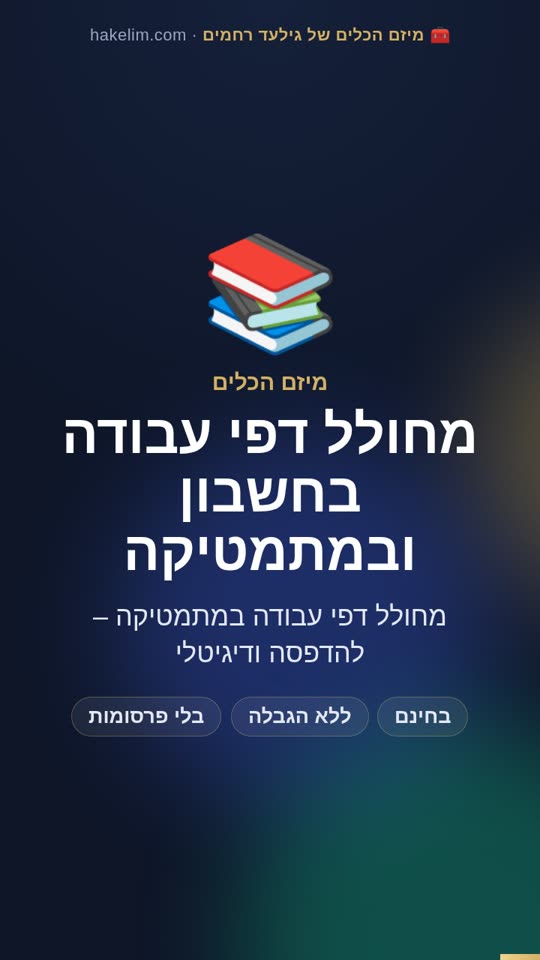 🧰 מיזם הכלים של גילעד רחמים · hakelim.com
מיזם הכלים
מחולל דפי עבודה
בחשבון
ובמתמטיקה
מחולל דפי עבודה במתמטיקה –
להדפסה ודיגיטלי
בחינם
ללא הגבלה
בלי פרסומות